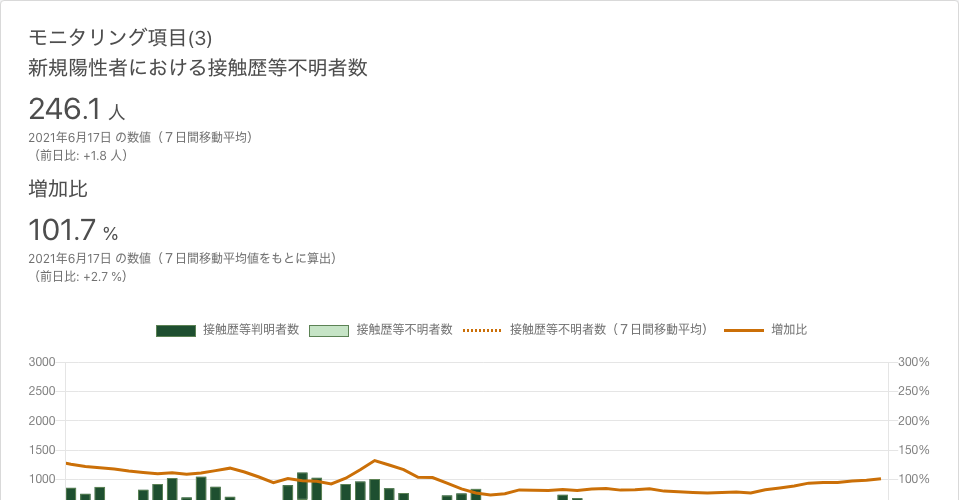 モニタリング項目(3)
新規陽性者における接触歴等不明者数
246.1 人
2021年6月17日 の数値（７日間移動平均）
（前日比: +1.8 人）
増加比
101.7 %
2021年6月17日 の数値（７日間移動平均値をもとに算出）
（前日比: +2.7 %）
接触歴等判明者数 接触歴等不明者数 接触歴等不明者数（７日間移動平均） 増加比
3000 300%
2500 250%
2000 200%
1500 150%
1000 100%